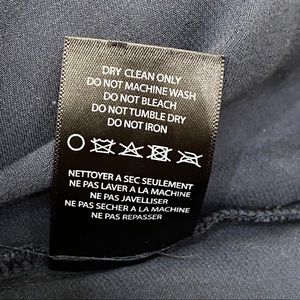 DRY CLEAN ONLY
DO NOT MACHINE WASH
DO NOT BLEACH
DO NOT TUMBLE DRY
DO NOT IRON
NETTOYER A SEC SEULEMENT
NE PAS LAVER A LA MACHINE
NE PAS JAVELLISER
NE PAS SECHER A LA MACHINE
NE PAS REPASSER